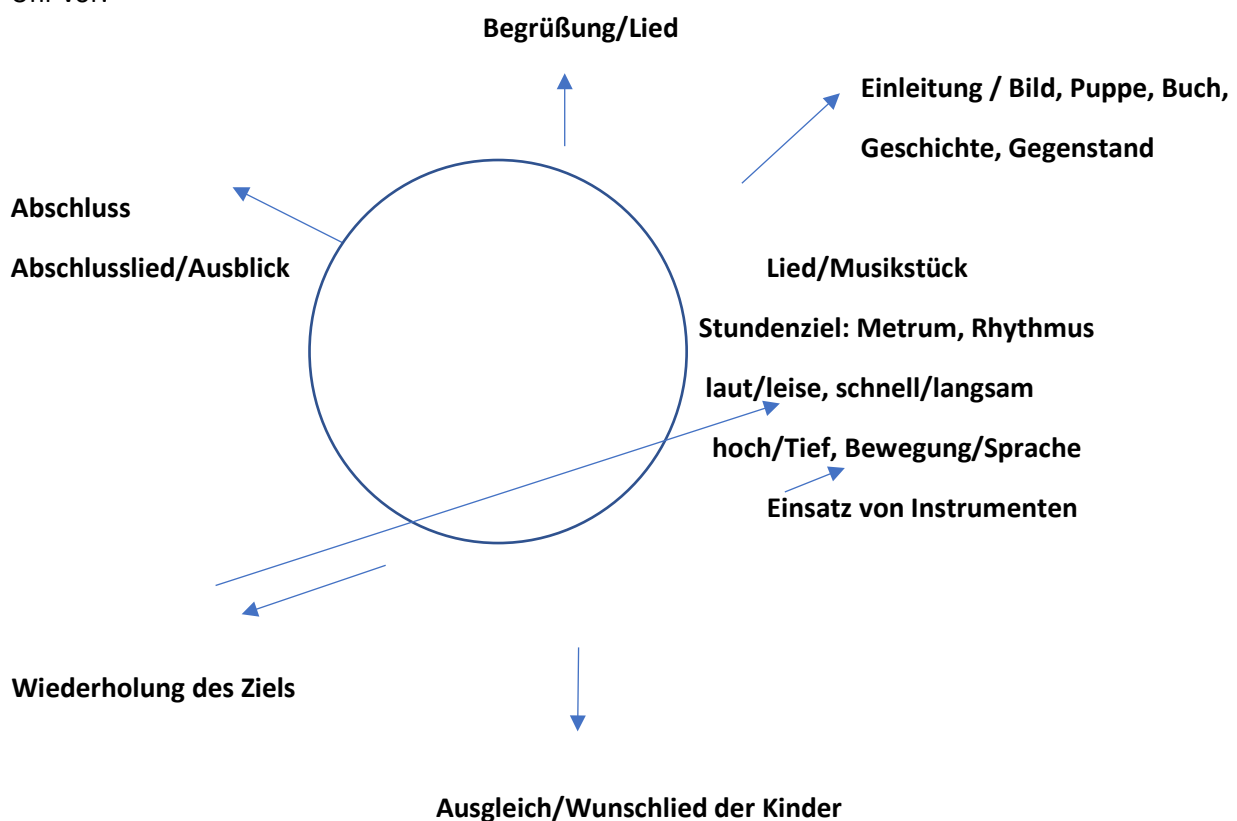 Begrüßung/Lied
Einleitung / Bild, Puppe, Buch,
Geschichte, Gegenstand
Abschluss
Abschlusslied/Ausblick
Lied/Musikstück
Stundenziel: Metrum, Rhythmus
laut/leise, schnell/langsam
hoch/Tief, Bewegung/Sprache
Einsatz von Instrumenten
Wiederholung des Ziels
Ausgleich/Wunschlied der Kinder